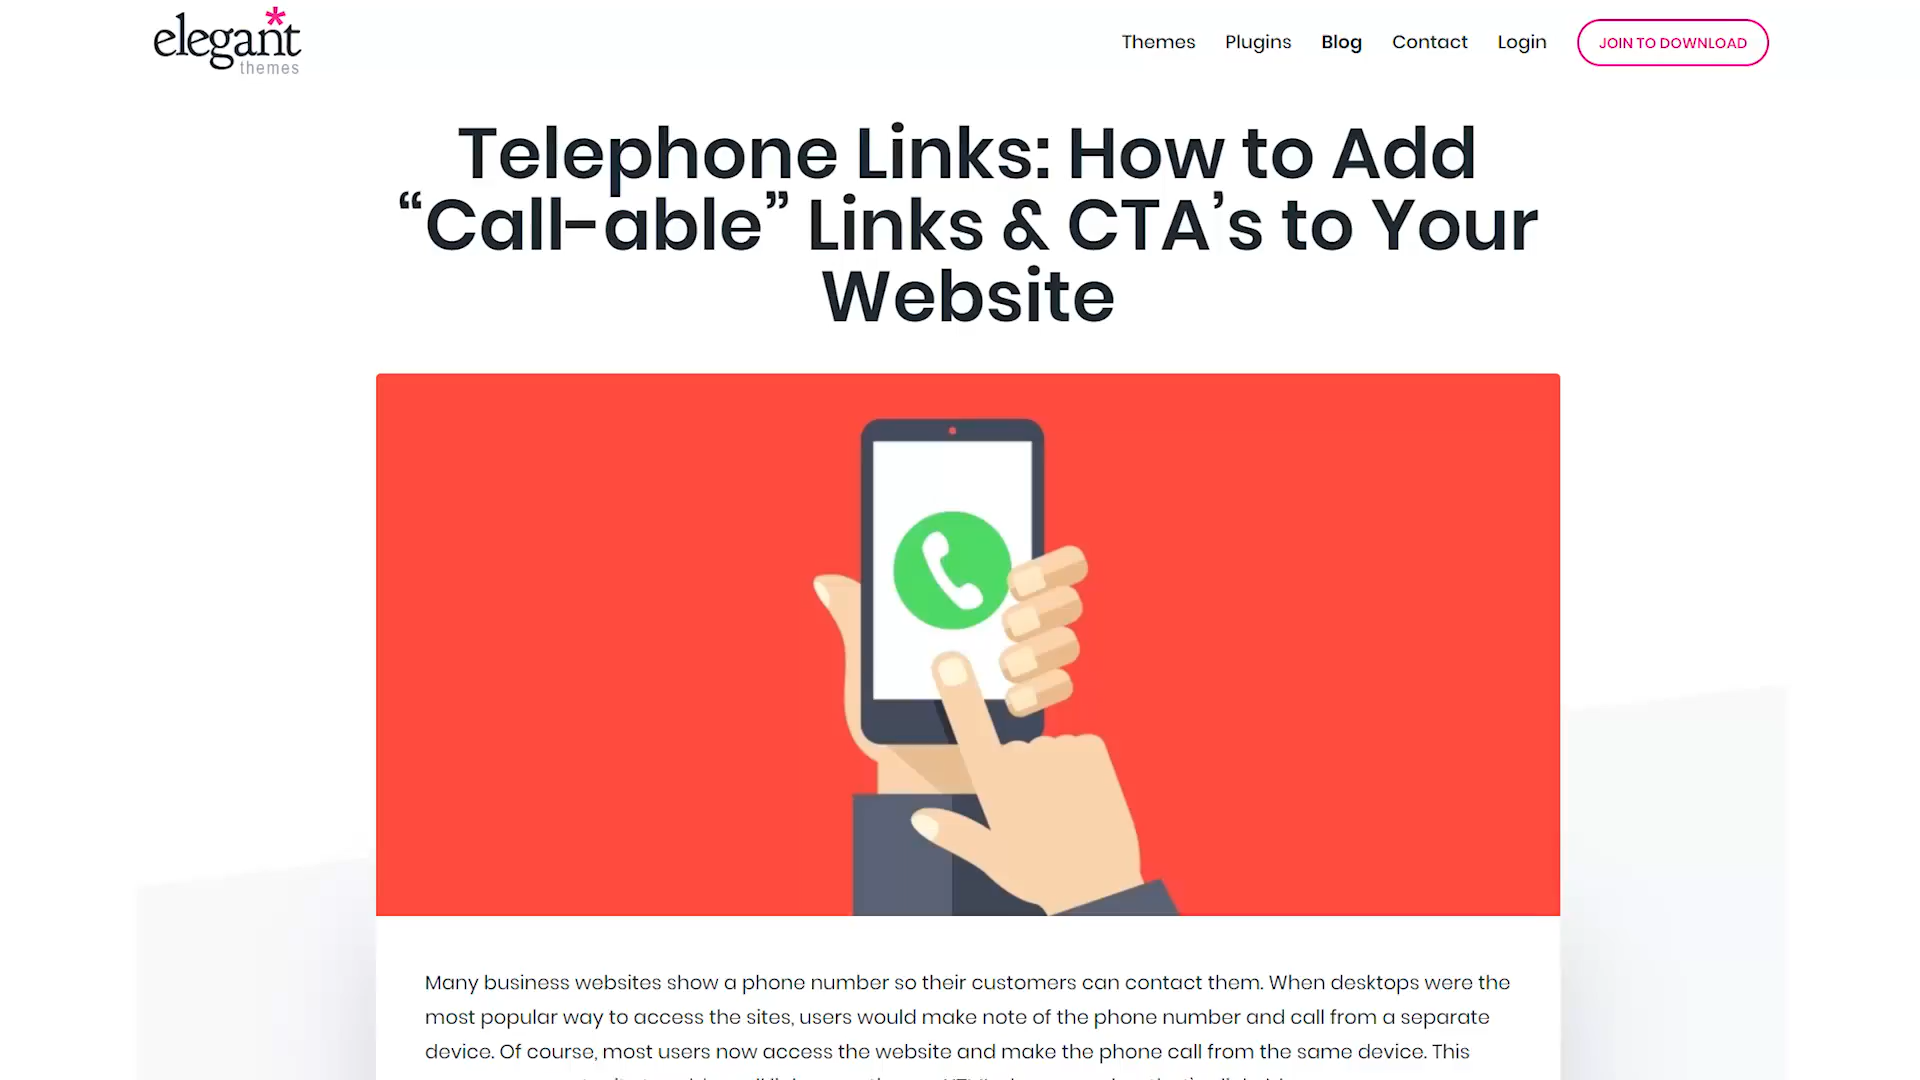 elegant
themes
Themes Plugins Blog Contact Login JOIN TO DOWNLOAD
Telephone Links: How to Add
“Call-able” Links & CTA’s to Your
Website
Many business websites show a phone number so their customers can contact them. When desktops were the
most popular way to access the sites, users would make note of the phone number and call from a separate
device. Of course, most users now access the website and make the phone call from the same device. This